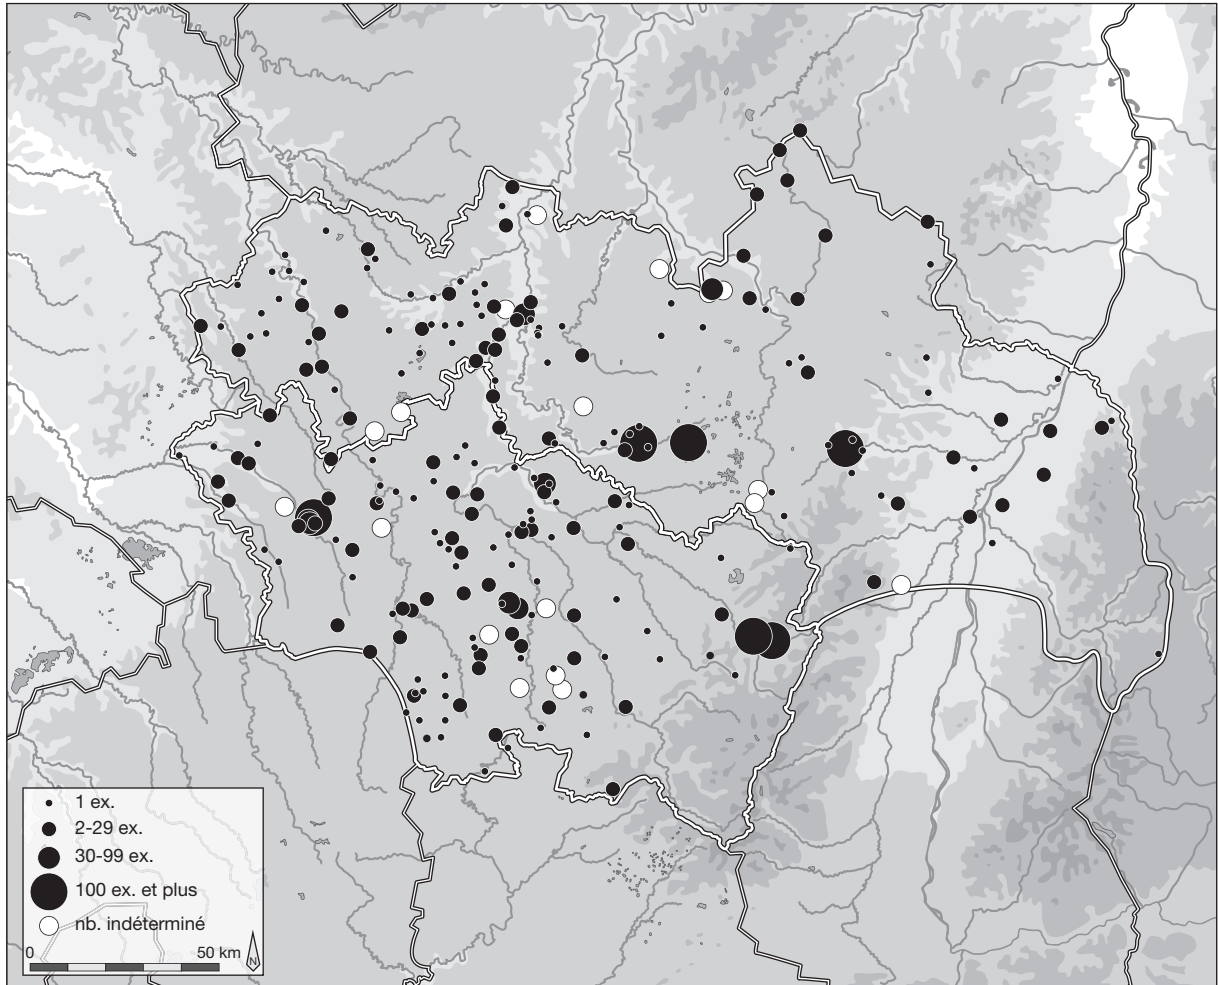 1 ex.
2-29 ex.
30-99 ex.
100 ex. et plus
nb. indéterminé
0 50 km
N